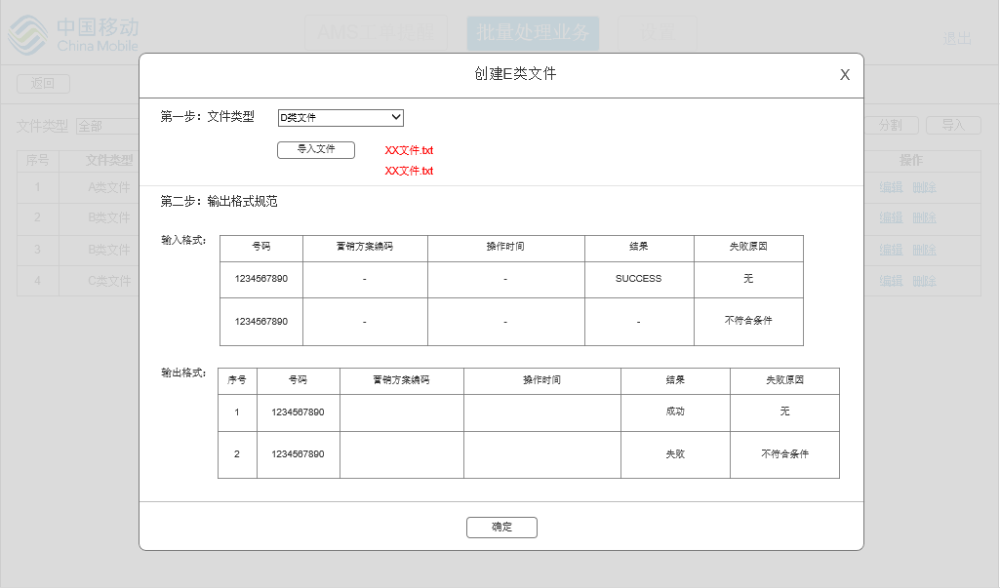 中国移动
China Mobile
AMS工单提醒 批量处理业务 设置
退出
返回
创建E类文件 X
文件类型 全部
分割 导入
第一步：文件类型 D类文件
导入文件 XX文件.txt
XX文件.txt
序号 文件类型 操作
1 A类文件 编辑 删除
2 B类文件 编辑 删除
3 B类文件 编辑 删除
4 C类文件 编辑 删除
第二步：输出格式规范
输入格式：
号码 营销方案编码 操作时间 结果 失败原因
1234567890 - - SUCCESS 无
1234567890 - - - 不符合条件
输出格式：
序号 号码 营销方案编码 操作时间 结果 失败原因
1 1234567890 成功 无
2 1234567890 失败 不符合条件
确定